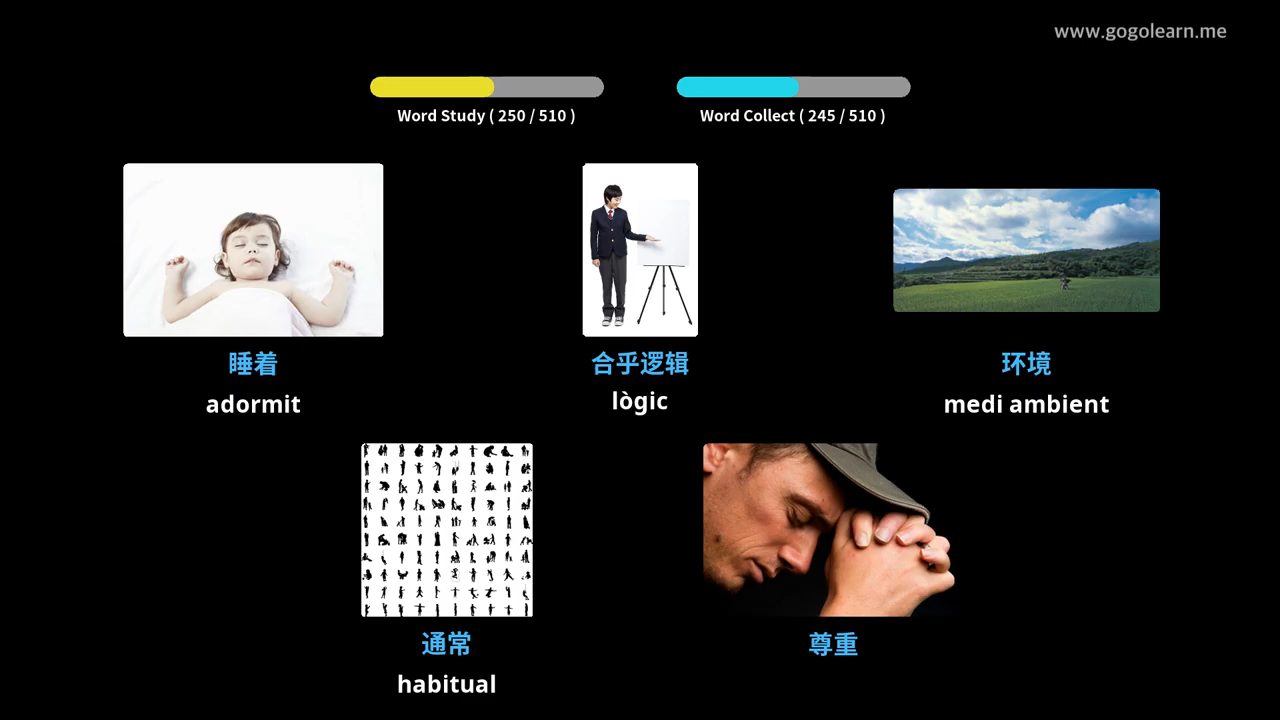 www.gogolearn.me
Word Study ( 250 / 510 )
Word Collect ( 245 / 510 )
睡着
adormit
合乎逻辑
lògic
环境
medi ambient
通常
habitual
尊重